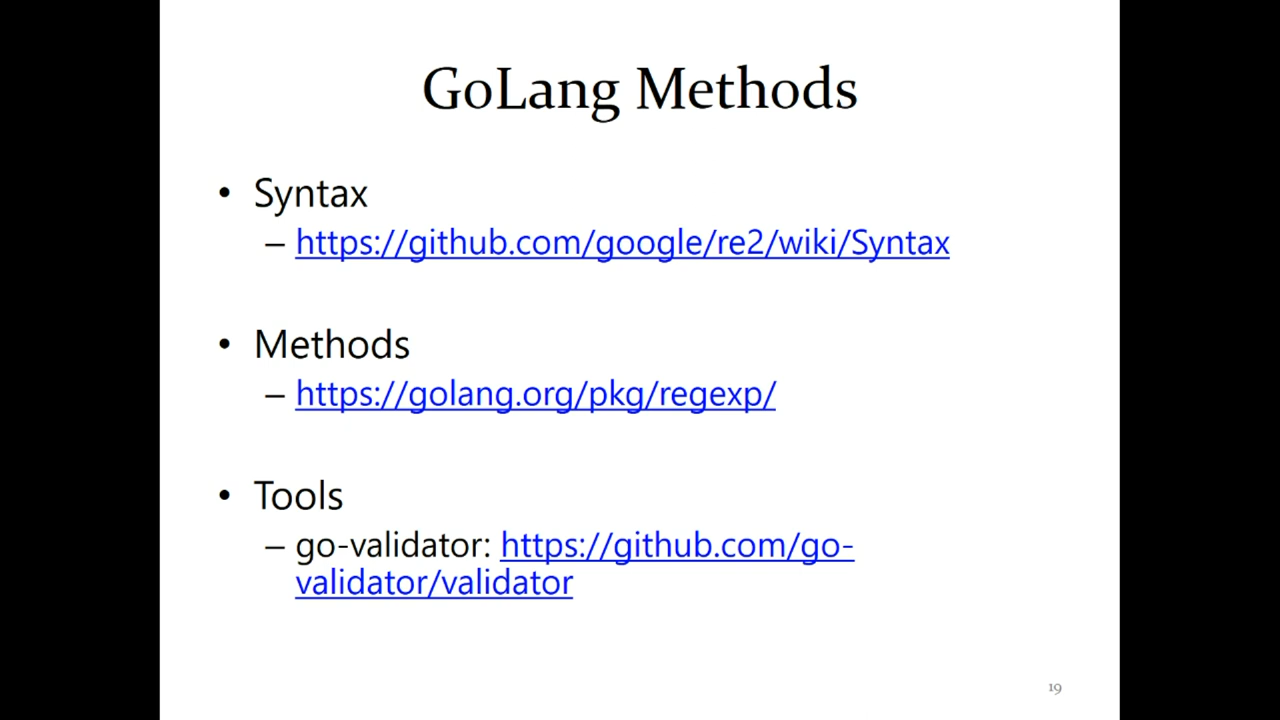 GoLang Methods
• Syntax
– https://github.com/google/re2/wiki/Syntax
• Methods
– https://golang.org/pkg/regexp/
• Tools
– go-validator: https://github.com/go-
validator/validator
19